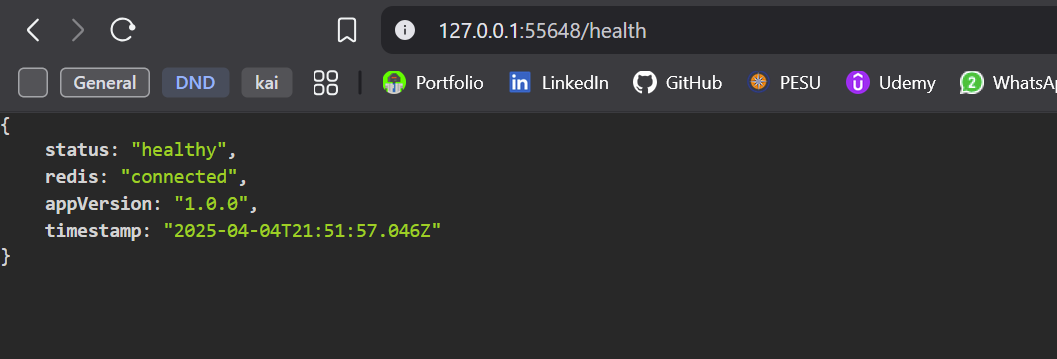 127.0.0.1:55648/health
General DND kai Portfolio in LinkedIn GitHub PESU Udemy 2 WhatsAp
{
    status: "healthy",
    redis: "connected",
    appVersion: "1.0.0",
    timestamp: "2025-04-04T21:51:57.046Z"
}